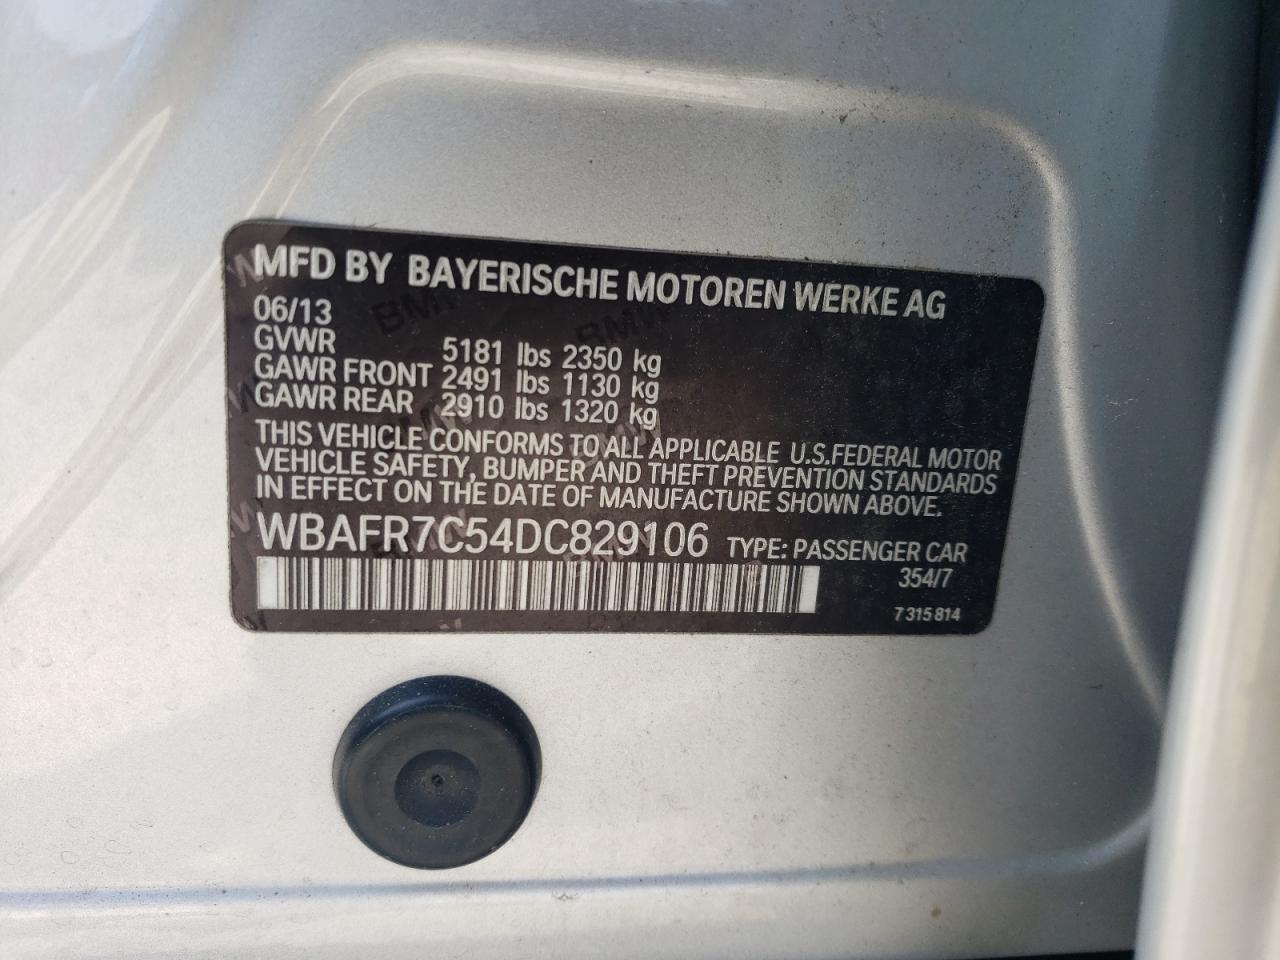 MFD BY BAYERISCHE MOTOREN WERKE AG
06/13
GVWR 5181 lbs 2350 kg
GAWR FRONT 2491 lbs 1130 kg
GAWR REAR 2910 lbs 1320 kg
THIS VEHICLE CONFORMS TO ALL APPLICABLE U.S.FEDERAL MOTOR
VEHICLE SAFETY, BUMPER AND THEFT PREVENTION STANDARDS
IN EFFECT ON THE DATE OF MANUFACTURE SHOWN ABOVE.
WBAFR7C54DC829106 TYPE: PASSENGER CAR
354/7
7 315 814